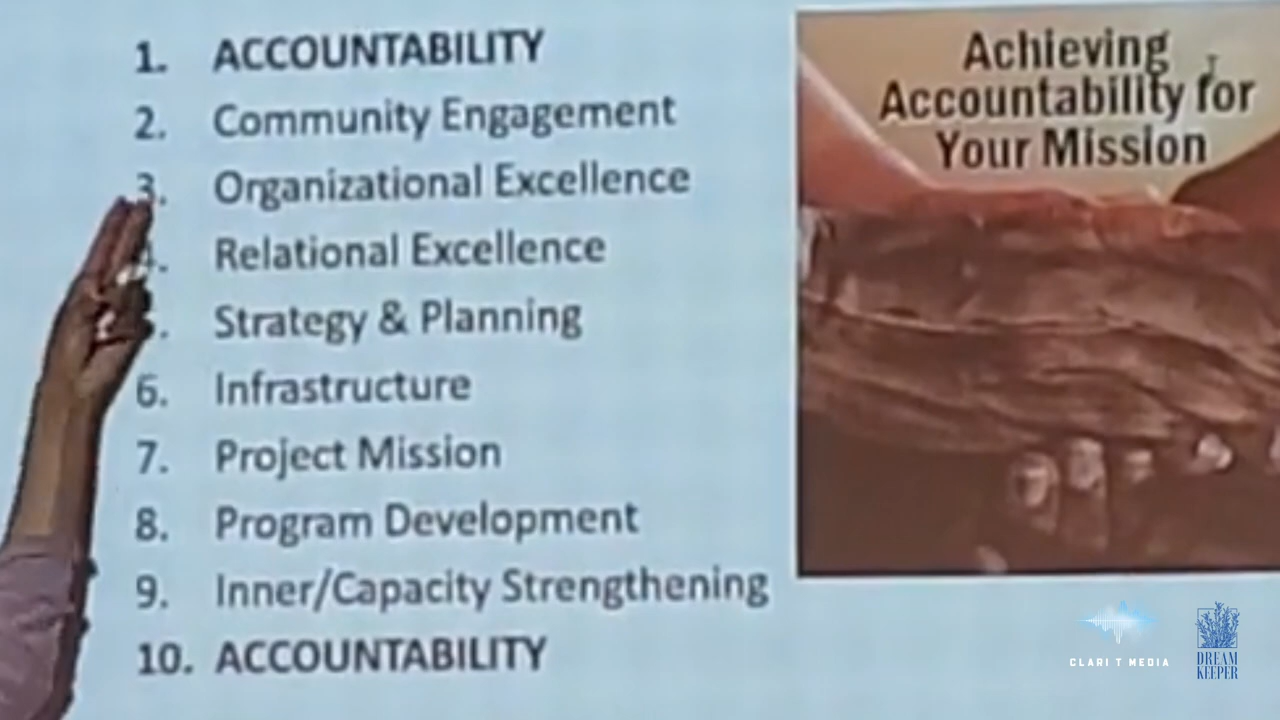 1. ACCOUNTABILITY
2. Community Engagement
3. Organizational Excellence
4. Relational Excellence
. Strategy & Planning
6. Infrastructure
7. Project Mission
8. Program Development
9. Inner/Capacity Strengthening
10. ACCOUNTABILITY
Achieving
Accountability for
Your Mission
CLARI T MEDIA
DREAM
KEEPER